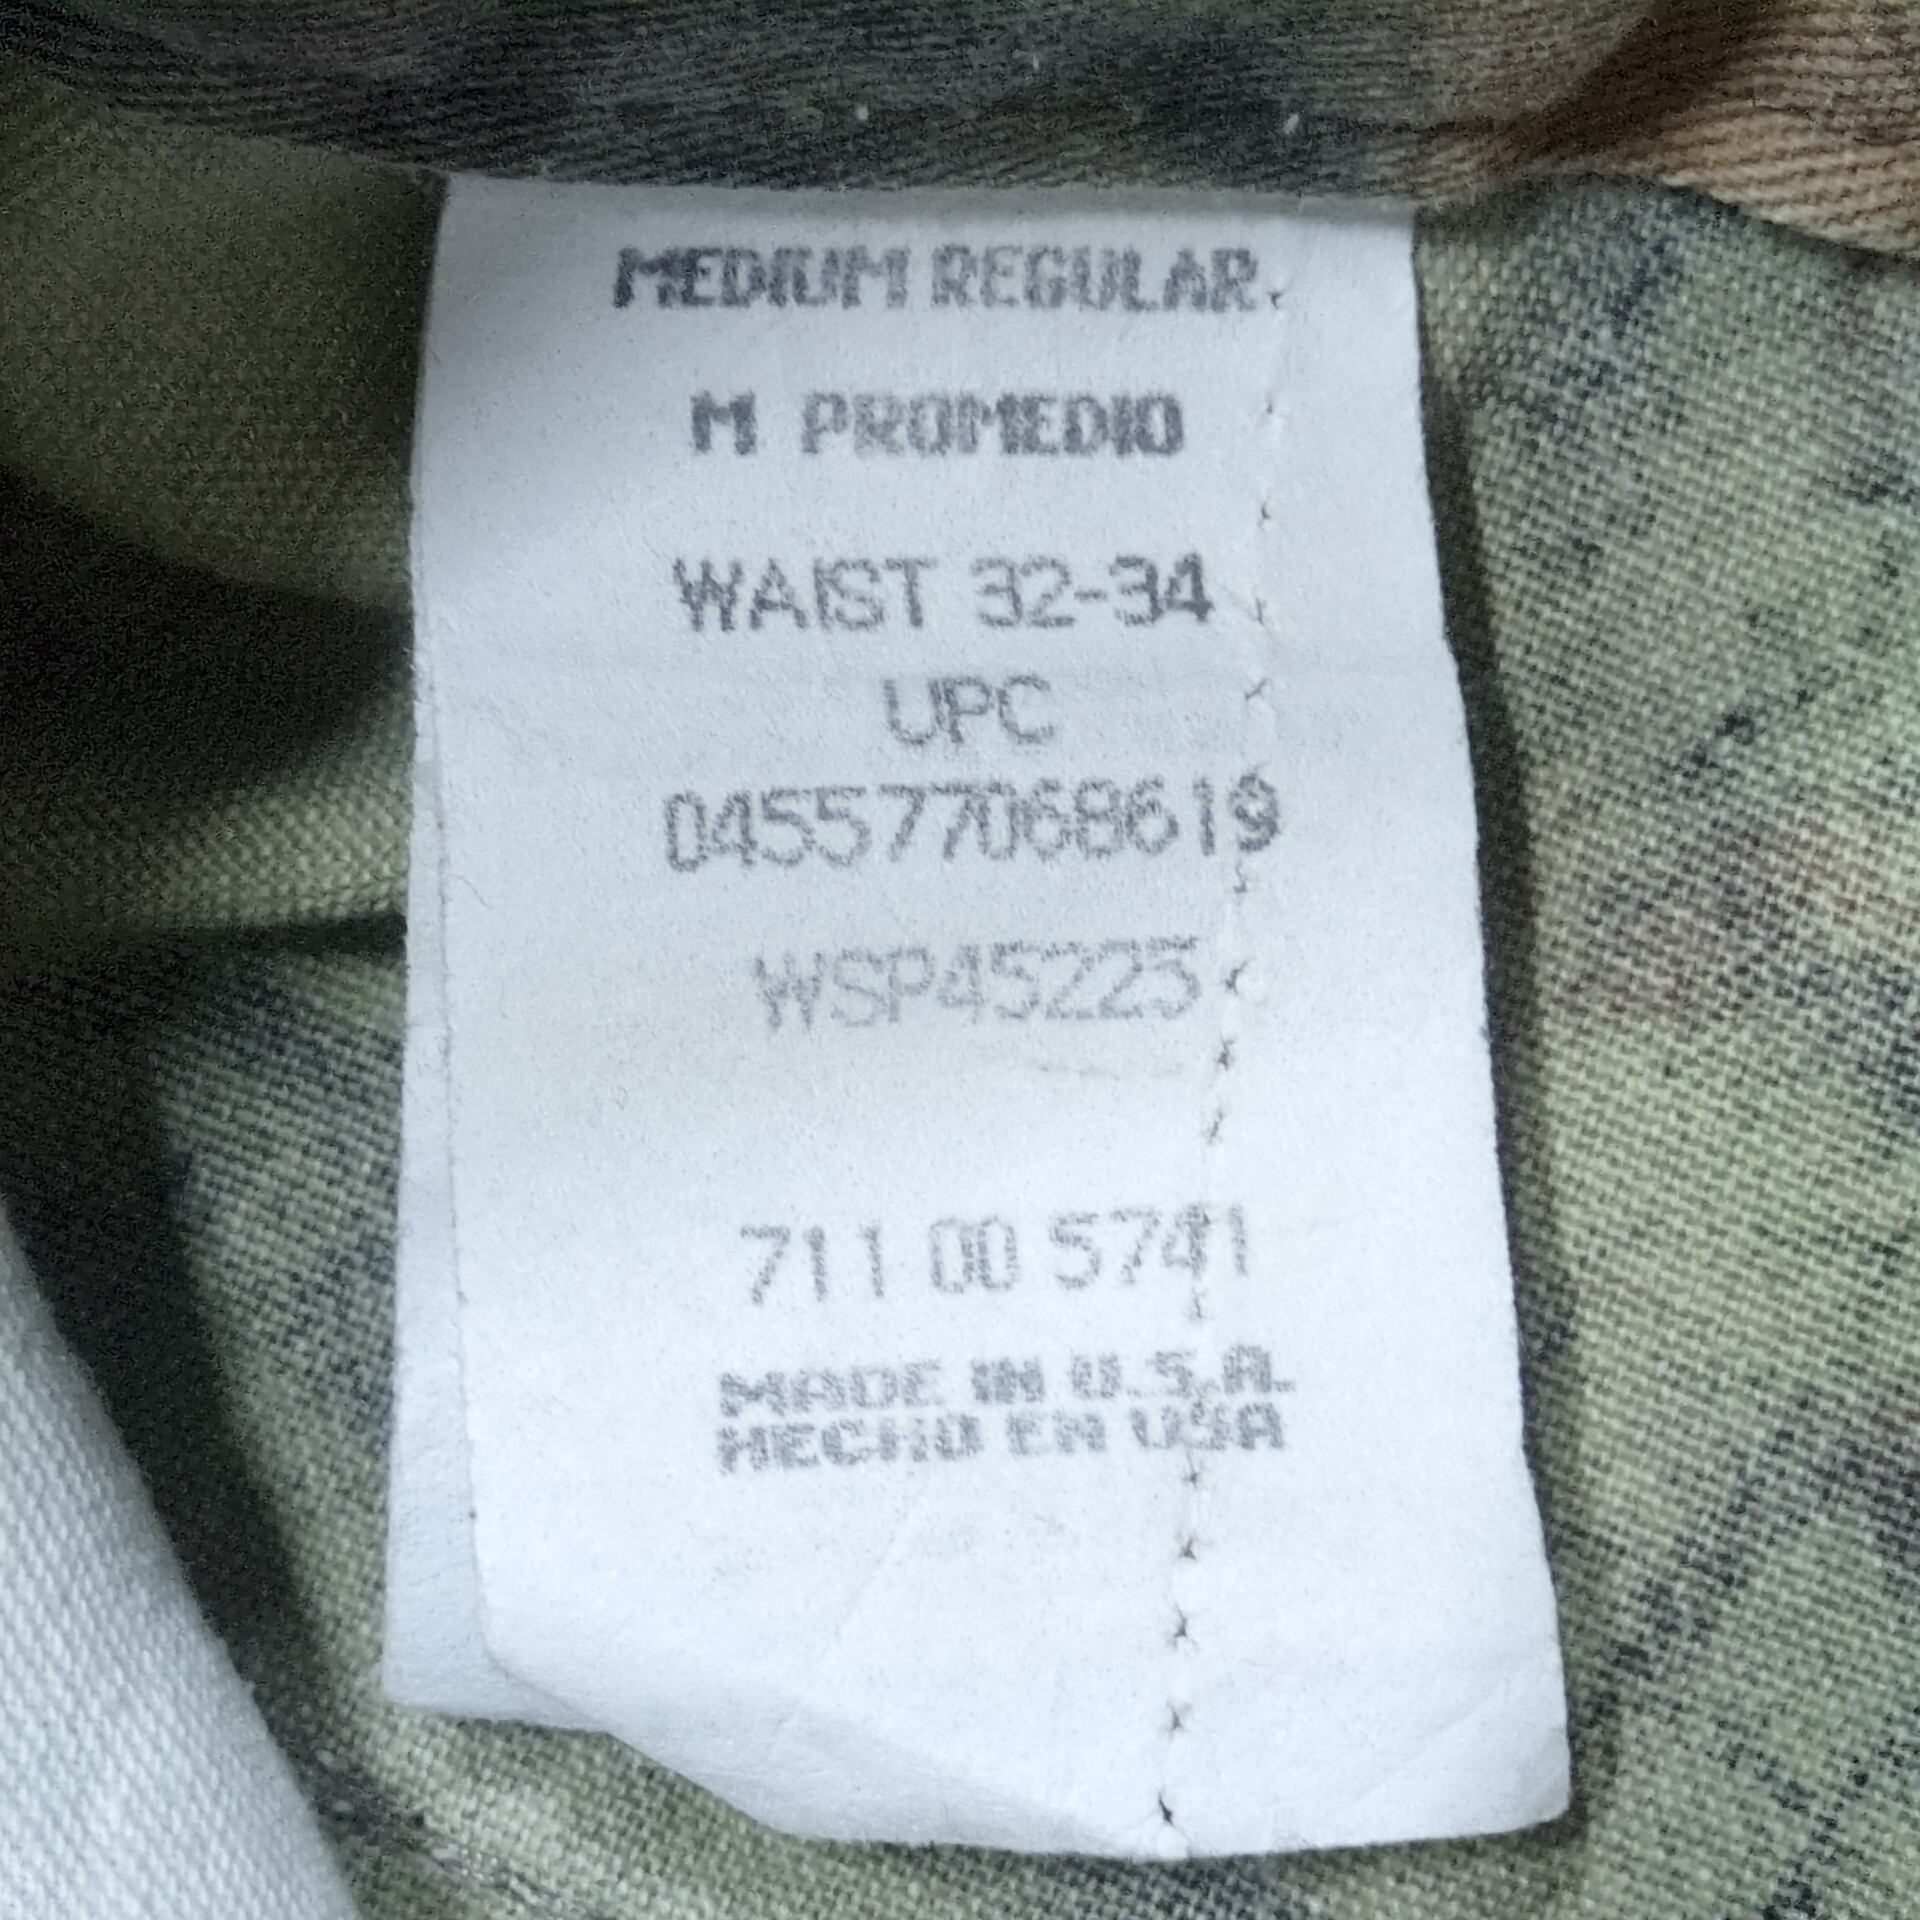 MEDIUM REGULAR
M PROMEDIO
WAIST 32-34
UPC
045577068619
WSP45225
711 00 5741
MADE IN U.S.A.
HECHO EN USA